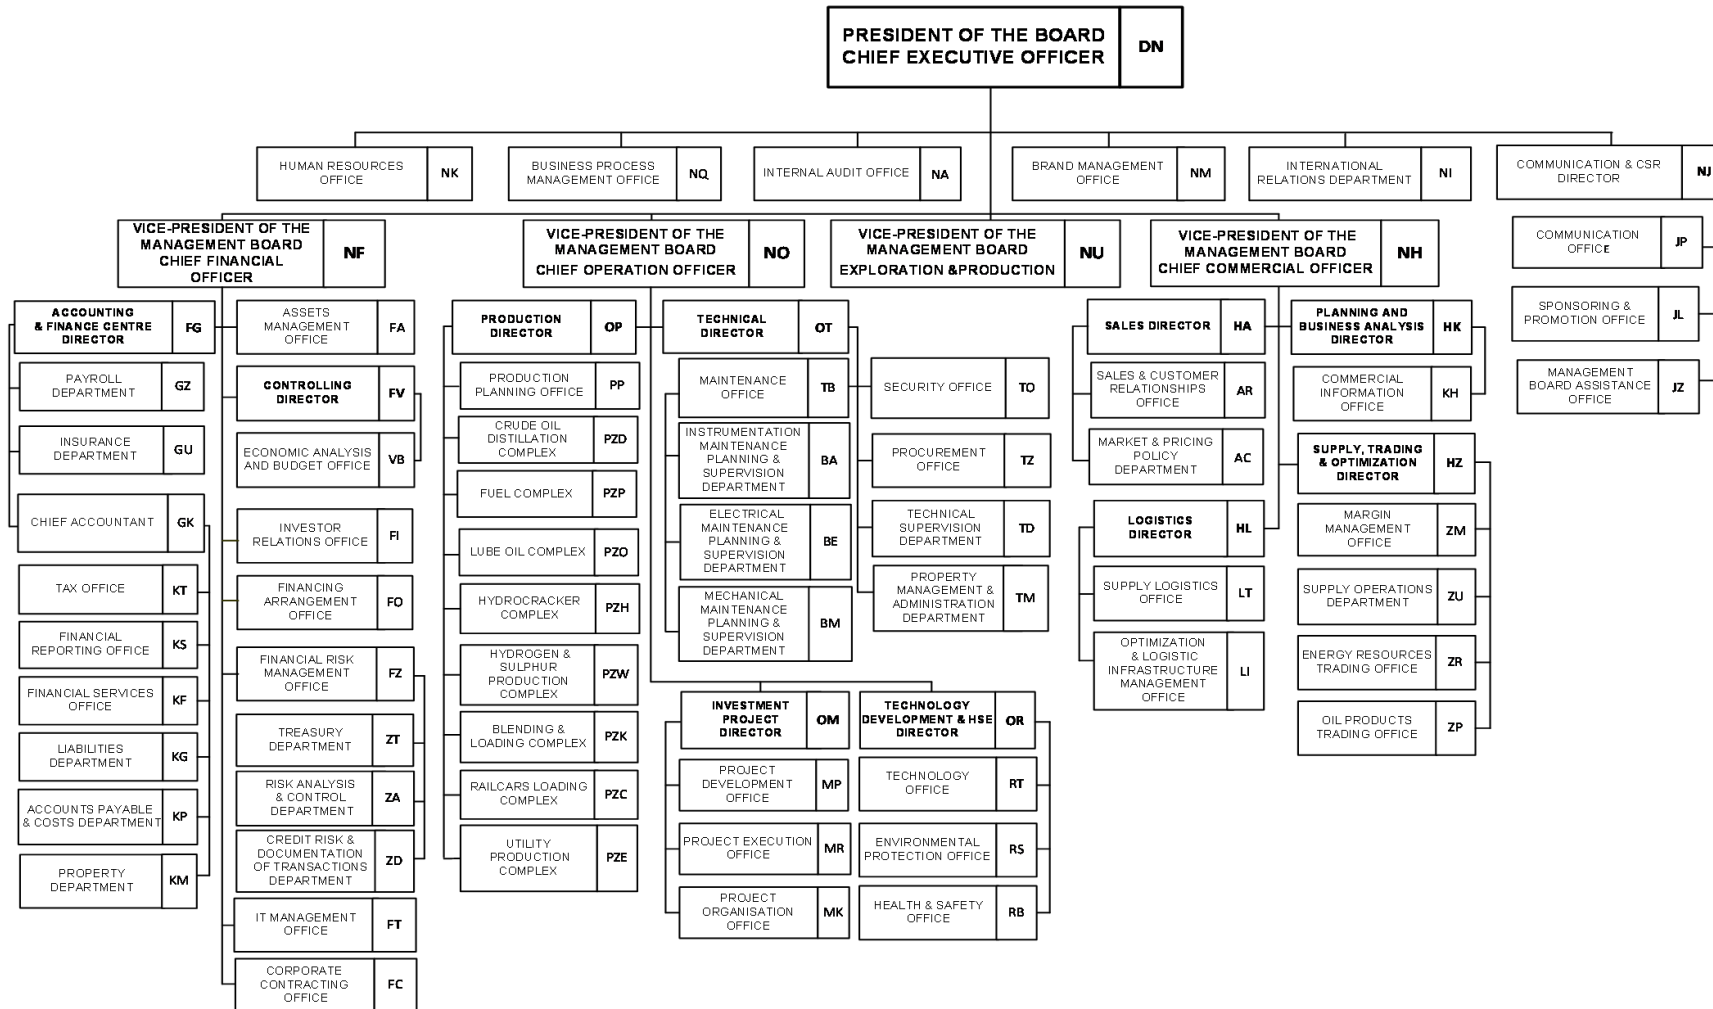 PRESIDENT OF THE BOARD
CHIEF EXECUTIVE OFFICER
DN
HUMAN RESOURCES
OFFICE
NK
BUSINESS PROCESS
MANAGEMENT OFFICE
NQ
INTERNAL AUDIT OFFICE
NA
BRAND MANAGEMENT
OFFICE
NM
INTERNATIONAL
RELATIONS DEPARTMENT
NI
COMMUNICATION & CSR
DIRECTOR
NJ
COMMUNICATION
OFFICE
JP
SPONSORING &
PROMOTION OFFICE
JL
MANAGEMENT
BOARD ASSISTANCE
OFFICE
JZ
VICE-PRESIDENT OF THE
MANAGEMENT BOARD
CHIEF FINANCIAL
OFFICER
NF
VICE-PRESIDENT OF THE
MANAGEMENT BOARD
CHIEF OPERATION OFFICER
NO
VICE-PRESIDENT OF THE
MANAGEMENT BOARD
EXPLORATION &PRODUCTION
NU
VICE-PRESIDENT OF THE
MANAGEMENT BOARD
CHIEF COMMERCIAL OFFICER
NH
ACCOUNTING
& FINANCE CENTRE
DIRECTOR
FG
PAYROLL
DEPARTMENT
GZ
INSURANCE
DEPARTMENT
GU
CHIEF ACCOUNTANT
GK
TAX OFFICE
KT
FINANCIAL
REPORTING OFFICE
KS
FINANCIAL SERVICES
OFFICE
KF
LIABILITIES
DEPARTMENT
KG
ACCOUNTS PAYABLE
& COSTS DEPARTMENT
KP
PROPERTY
DEPARTMENT
KM
ASSETS
MANAGEMENT
OFFICE
FA
CONTROLLING
DIRECTOR
FV
ECONOMIC ANALYSIS
AND BUDGET OFFICE
VB
INVESTOR
RELATIONS OFFICE
FI
FINANCING
ARRANGEMENT
OFFICE
FO
FINANCIAL RISK
MANAGEMENT
OFFICE
FZ
TREASURY
DEPARTMENT
ZT
RISK ANALYSIS
& CONTROL
DEPARTMENT
ZA
CREDIT RISK &
DOCUMENTATION
OF TRANSACTIONS
DEPARTMENT
ZD
IT MANAGEMENT
OFFICE
FT
CORPORATE
CONTRACTING
OFFICE
FC
PRODUCTION
DIRECTOR
OP
PRODUCTION
PLANNING OFFICE
PP
CRUDE OIL
DISTILLATION
COMPLEX
PZD
FUEL COMPLEX
PZP
LUBE OIL COMPLEX
PZO
HYDROCRACKER
COMPLEX
PZH
HYDROGEN &
SULPHUR
PRODUCTION
COMPLEX
PZW
BLENDING &
LOADING COMPLEX
PZK
RAILCARS LOADING
COMPLEX
PZC
UTILITY
PRODUCTION
COMPLEX
PZE
TECHNICAL
DIRECTOR
OT
MAINTENANCE
OFFICE
TB
INSTRUMENTATION
MAINTENANCE
PLANNING &
SUPERVISION
DEPARTMENT
BA
ELECTRICAL
MAINTENANCE
PLANNING &
SUPERVISION
DEPARTMENT
BE
MECHANICAL
MAINTENANCE
PLANNING &
SUPERVISION
DEPARTMENT
BM
SECURITY OFFICE
TO
PROCUREMENT
OFFICE
TZ
TECHNICAL
SUPERVISION
DEPARTMENT
TD
PROPERTY
MANAGEMENT &
ADMINISTRATION
DEPARTMENT
TM
INVESTMENT
PROJECT
DIRECTOR
OM
PROJECT
DEVELOPMENT
OFFICE
MP
PROJECT EXECUTION
OFFICE
MR
PROJECT
ORGANISATION
OFFICE
MK
TECHNOLOGY
DEVELOPMENT & HSE
DIRECTOR
OR
TECHNOLOGY
OFFICE
RT
ENVIRONMENTAL
PROTECTION OFFICE
RS
HEALTH & SAFETY
OFFICE
RB
SALES DIRECTOR
HA
SALES & CUSTOMER
RELATIONSHIPS
OFFICE
AR
MARKET & PRICING
POLICY
DEPARTMENT
AC
LOGISTICS
DIRECTOR
HL
SUPPLY LOGISTICS
OFFICE
LT
OPTIMIZATION
& LOGISTIC
INFRASTRUCTURE
MANAGEMENT
OFFICE
LI
PLANNING AND
BUSINESS ANALYSIS
DIRECTOR
HK
COMMERCIAL
INFORMATION
OFFICE
KH
SUPPLY, TRADING
& OPTIMIZATION
DIRECTOR
HZ
MARGIN
MANAGEMENT
OFFICE
ZM
SUPPLY OPERATIONS
DEPARTMENT
ZU
ENERGY RESOURCES
TRADING OFFICE
ZR
OIL PRODUCTS
TRADING OFFICE
ZP